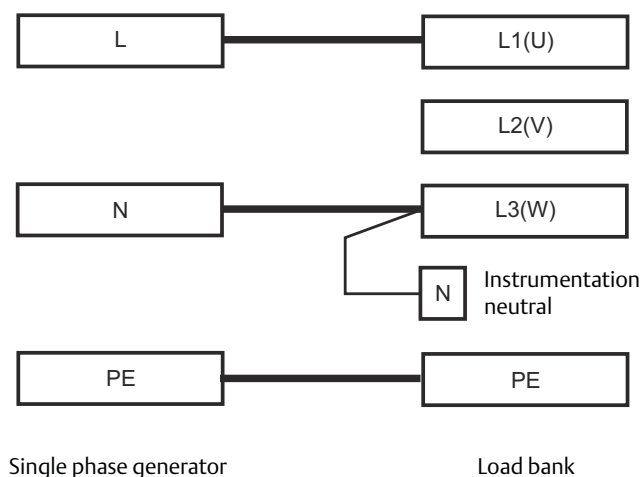 L
L1(U)
L2(V)
N
L3(W)
N
Instrumentation
neutral
PE
PE
Single phase generator
Load bank